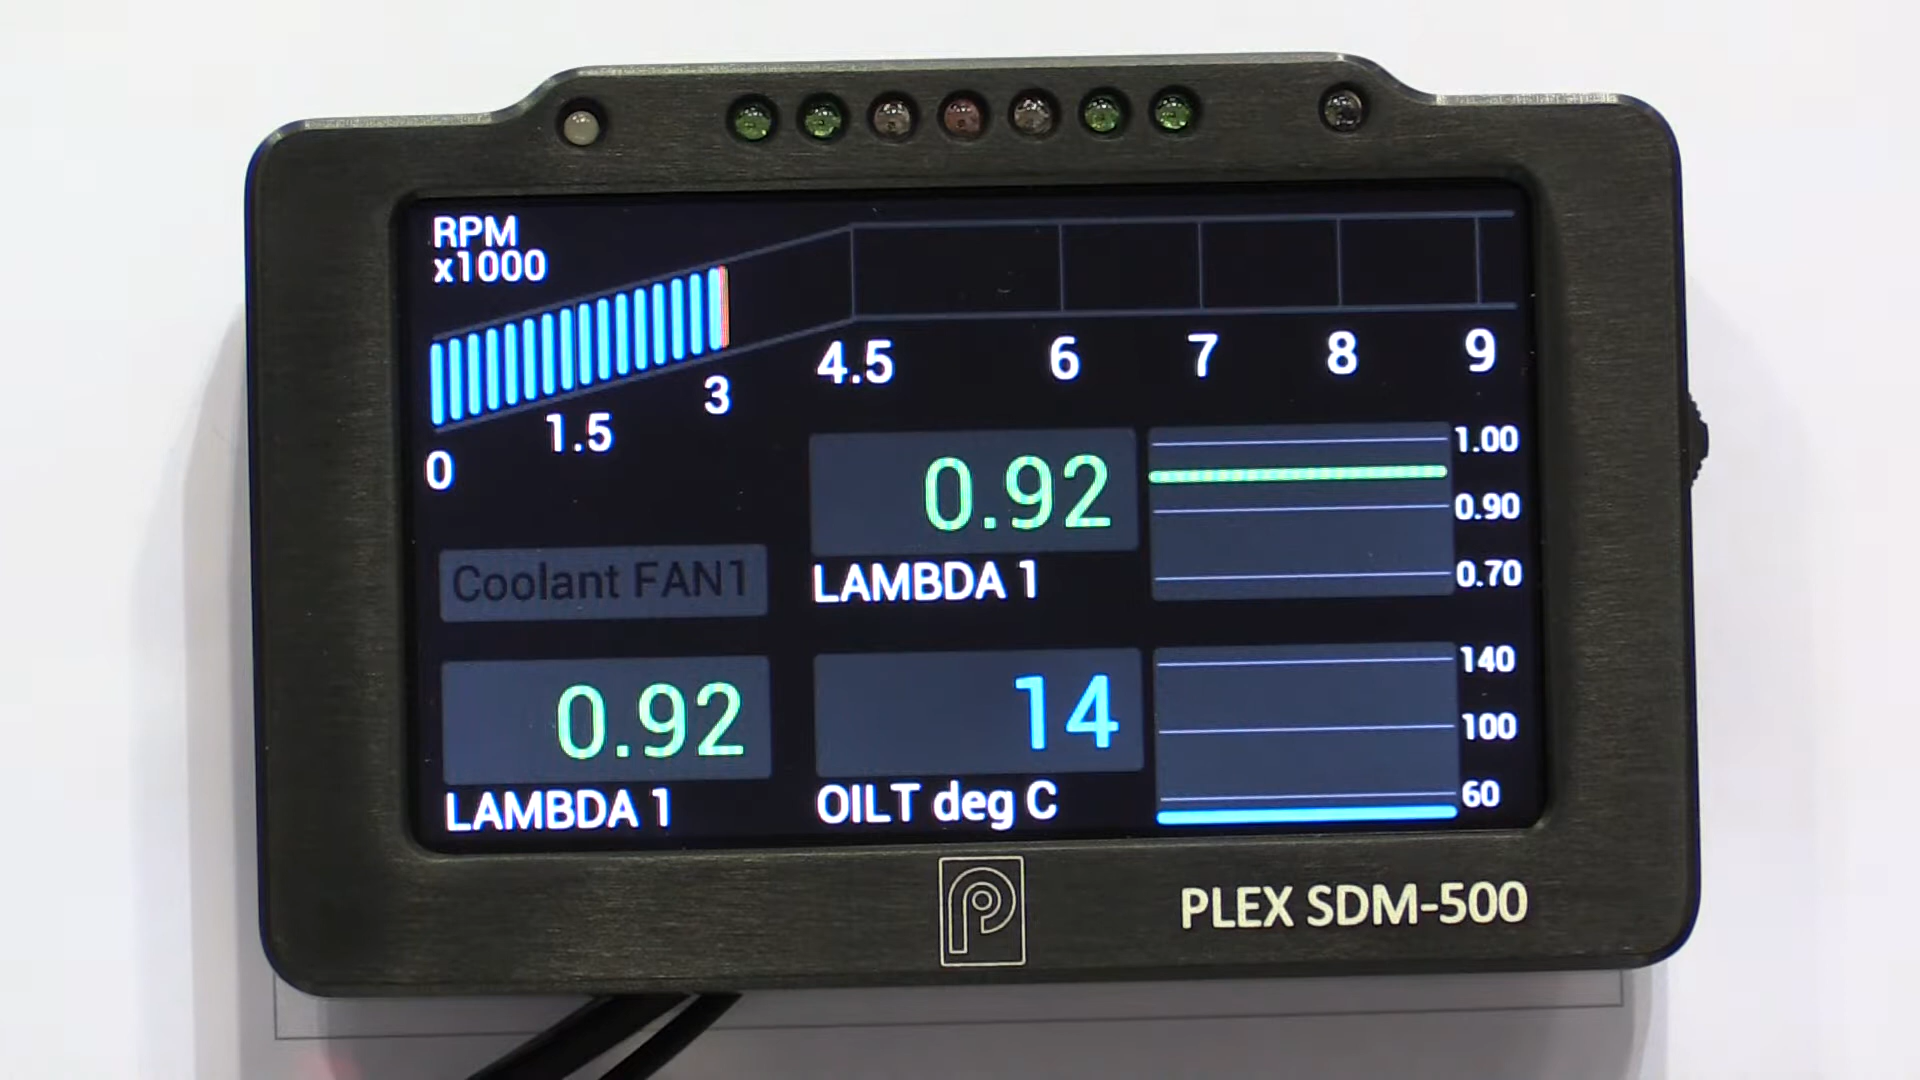 RPM
x1000
0
1.5
3
4.5
6
7
8
9
0.92
LAMBDA 1
1.00
0.90
0.70
Coolant FAN1
0.92
LAMBDA 1
14
OILT deg C
140
100
60
PLEX SDM-500